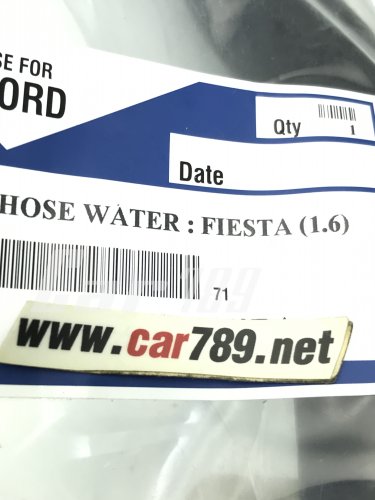 SE FOR
ORD
Qty 1
Date
HOSE WATER : FIESTA (1.6)
71
www.car789.net